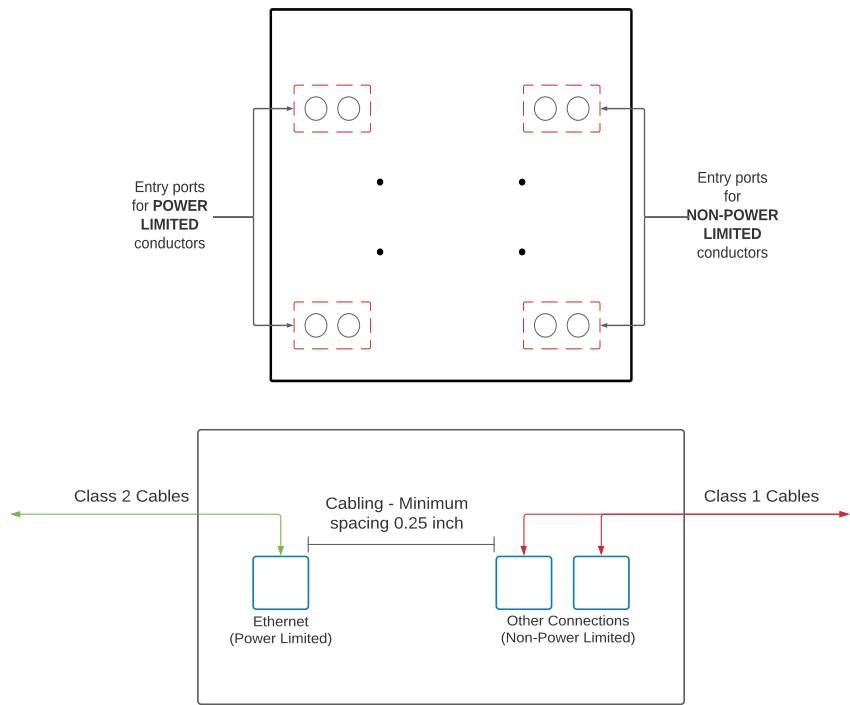 Entry ports
for POWER
LIMITED
conductors
Entry ports
for
NON-POWER
LIMITED
conductors
Class 2 Cables
Cabling - Minimum
spacing 0.25 inch
Class 1 Cables
Ethernet
(Power Limited)
Other Connections
(Non-Power Limited)